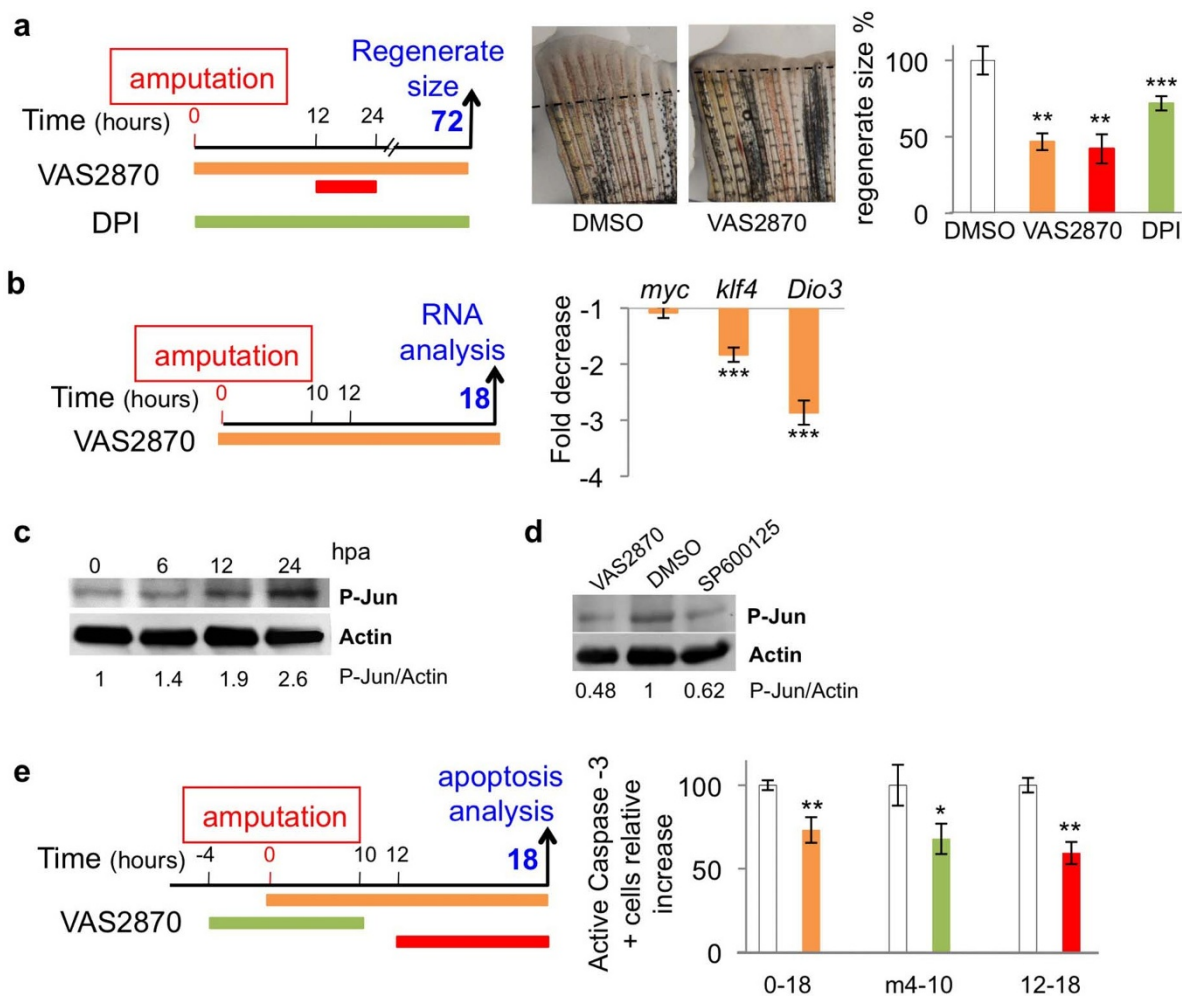 a
amputation
Regenerate
size
Time (hours)
0
12
24
72
VAS2870
DPI
DMSO
VAS2870
regenerate size %
100
50
0
**
**
***
DMSO VAS2870 DPI
b
amputation
RNA
analysis
Time (hours)
0
10 12
18
VAS2870
Fold decrease
-1
-2
-3
-4
myc klf4 Dio3
***
***
c
0 6 12 24 hpa
P-Jun
Actin
1 1.4 1.9 2.6 P-Jun/Actin
d
VAS2870
DMSO
SP600125
P-Jun
Actin
0.48 1 0.62 P-Jun/Actin
e
amputation
apoptosis
analysis
Time (hours)
-4 0 10 12
18
VAS2870
Active Caspase -3
+ cells relative
increase
100
50
0
**
*
**
0-18 m4-10 12-18